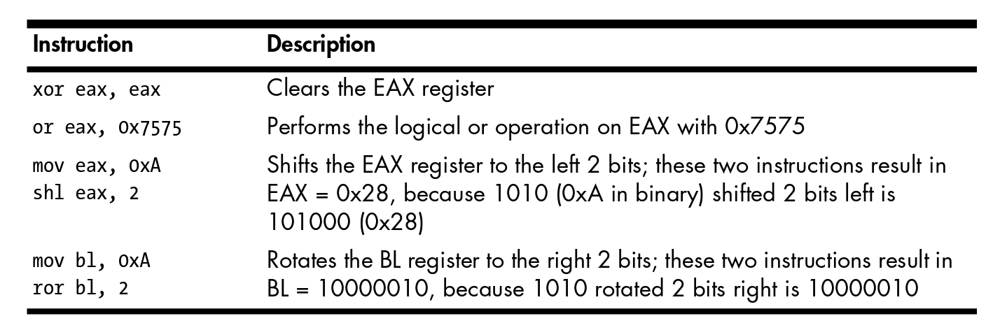 Instruction Description
xor eax, eax Clears the EAX register
or eax, 0x7575 Performs the logical or operation on EAX with 0x7575
mov eax, 0xA Shifts the EAX register to the left 2 bits; these two instructions result in
shl eax, 2 EAX = 0x28, because 1010 (0xA in binary) shifted 2 bits left is
101000 (0x28)
mov bl, 0xA Rotates the BL register to the right 2 bits; these two instructions result in
ror bl, 2 BL = 10000010, because 1010 rotated 2 bits right is 10000010